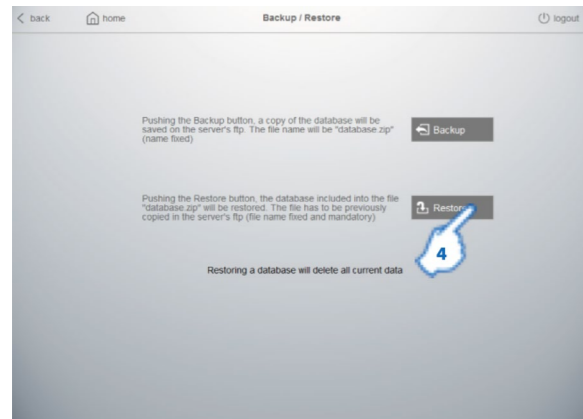 back home Backup / Restore logout
Pushing the Backup button, a copy of the database will be
saved on the server's ftp. The file name will be "database.zip"
(name fixed)
Backup
Pushing the Restore button, the database included into the file
"database.zip" will be restored. The file has to be previously
copied in the server's ftp (file name fixed and mandatory)
Restore
4
Restoring a database will delete all current data